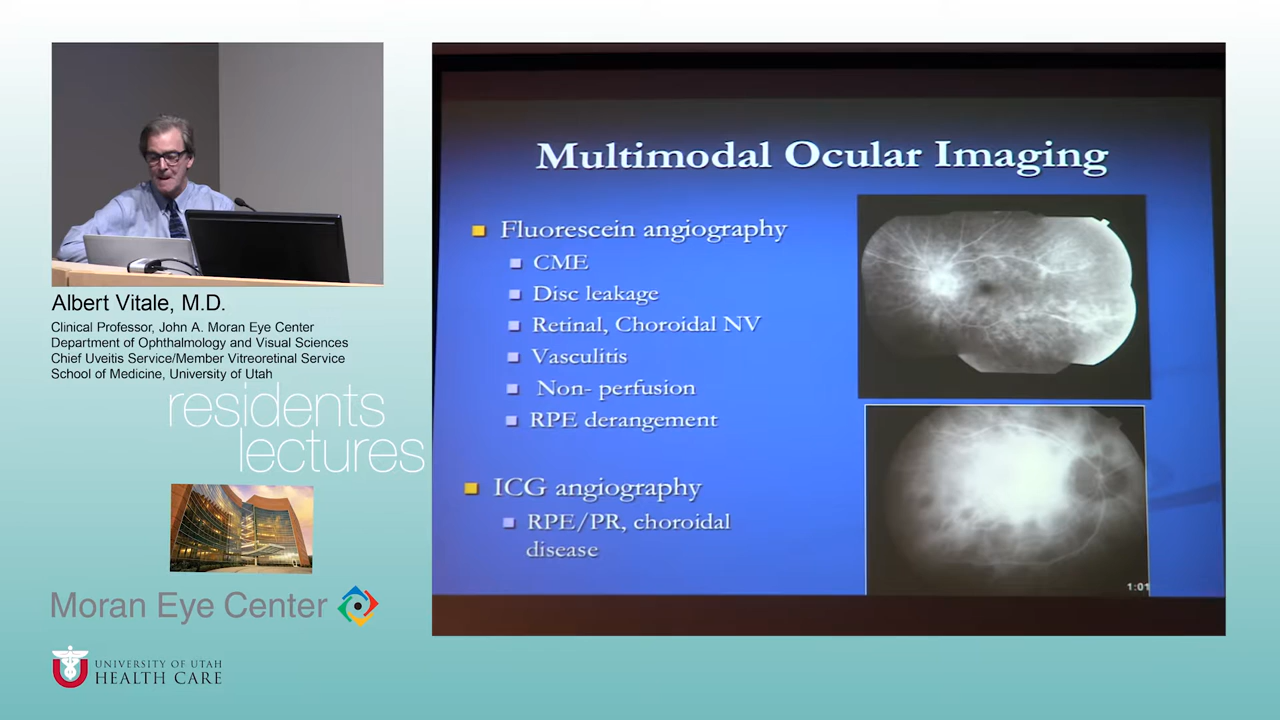 Albert Vitale, M.D.
Clinical Professor, John A. Moran Eye Center
Department of Ophthalmology and Visual Sciences
Chief Uveitis Service/Member Vitreoretinal Service
School of Medicine, University of Utah
residents
lectures
Moran Eye Center
UNIVERSITY OF UTAH
HEALTH CARE
Multimodal Ocular Imaging
Fluorescein angiography
CME
Disc leakage
Retinal, Choroidal NV
Vasculitis
Non- perfusion
RPE derangement
ICG angiography
RPE/PR, choroidal
disease
1:01